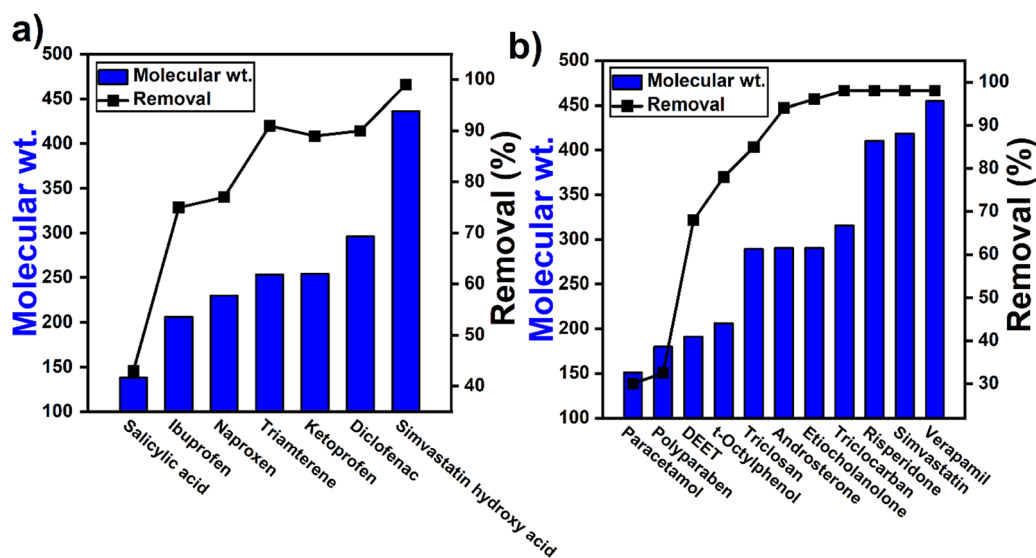 a)
Molecular wt.
Removal
Molecular wt.
500
450
400
350
300
250
200
150
100
100
90
80
70
60
50
40
Removal (%)
Salicylic acid
Ibuprofen
Naproxen
Triamterene
Ketoprofen
Diclofenac
Simvastatin hydroxy acid
b)
Molecular wt.
Removal
Molecular wt.
500
450
400
350
300
250
200
150
100
100
90
80
70
60
50
40
30
Removal (%)
Paracetamol
Polyparaben
DEET
t-Octylphenol
Triclosan
Androsterone
Etiocholanolone
Triclocarban
Risperidone
Simvastatin
Verapamil